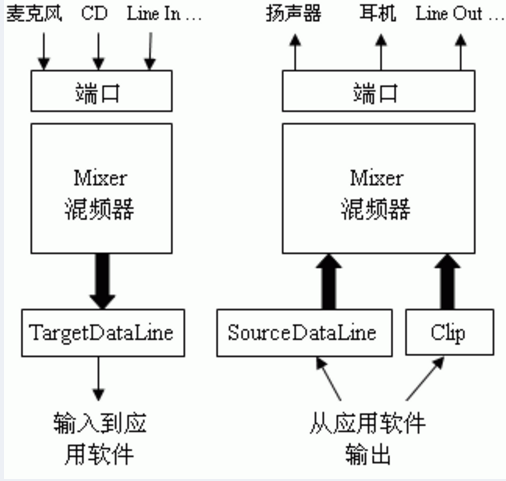 麦克风 CD Line In ...
端口
Mixer
混频器
TargetDataLine
输入到应
用软件
扬声器 耳机 Line Out ...
端口
Mixer
混频器
SourceDataLine
Clip
从应用软件
输出